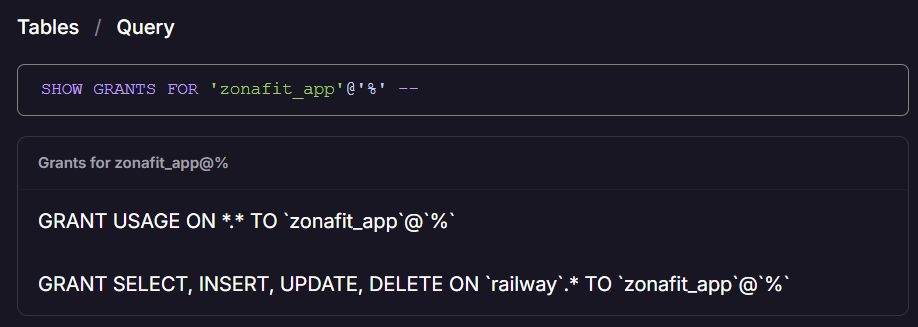 Tables / Query
SHOW GRANTS FOR 'zonafit_app'@'%' --
Grants for zonafit_app@%
GRANT USAGE ON *.* TO `zonafit_app`@`%`
GRANT SELECT, INSERT, UPDATE, DELETE ON `railway`.* TO `zonafit_app`@`%`